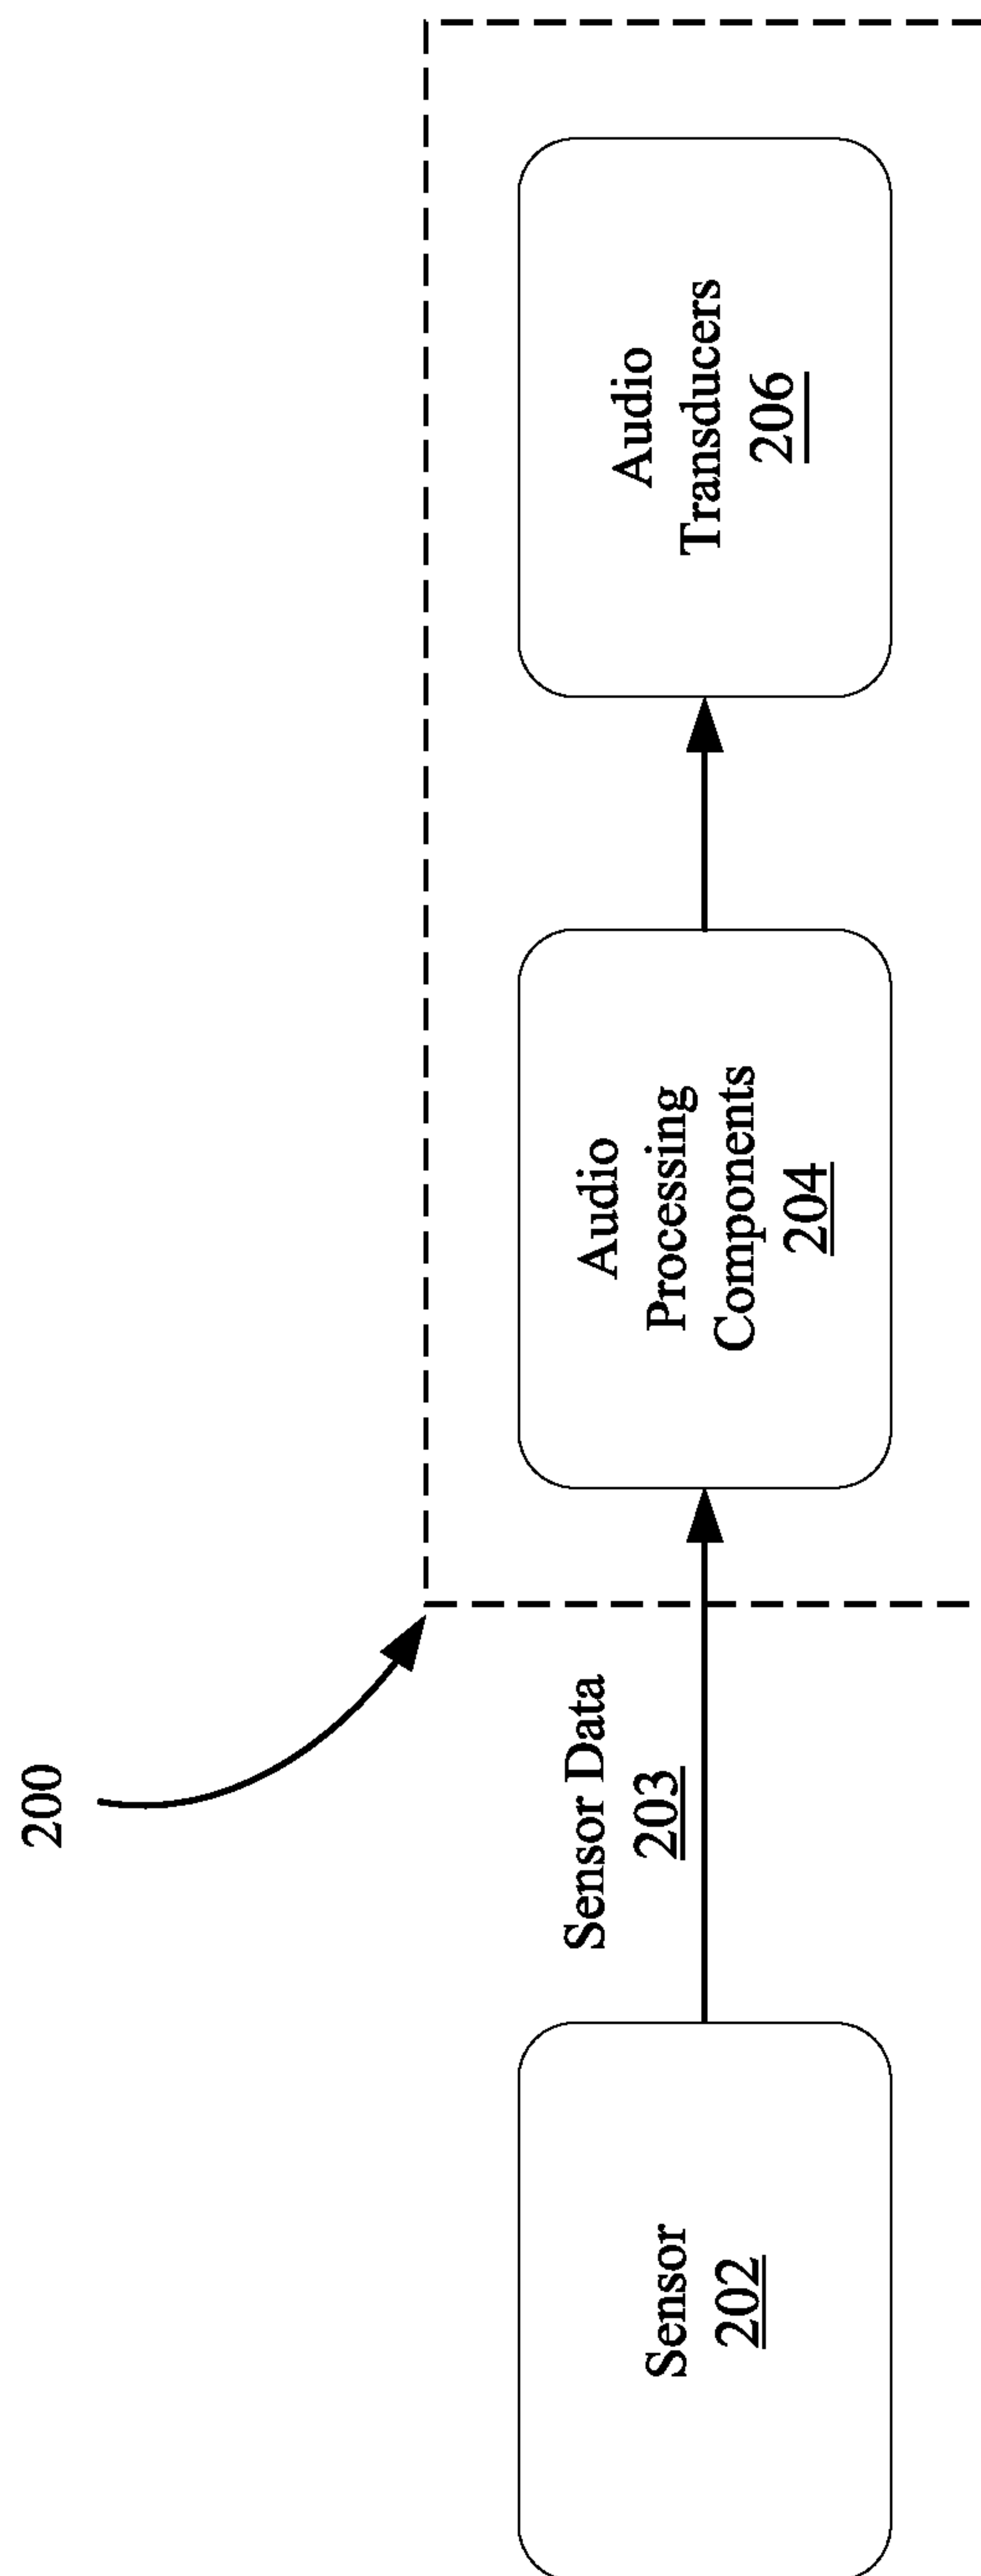 200
Sensor
202
Sensor Data
203
Audio
Processing
Components
204
Audio
Transducers
206